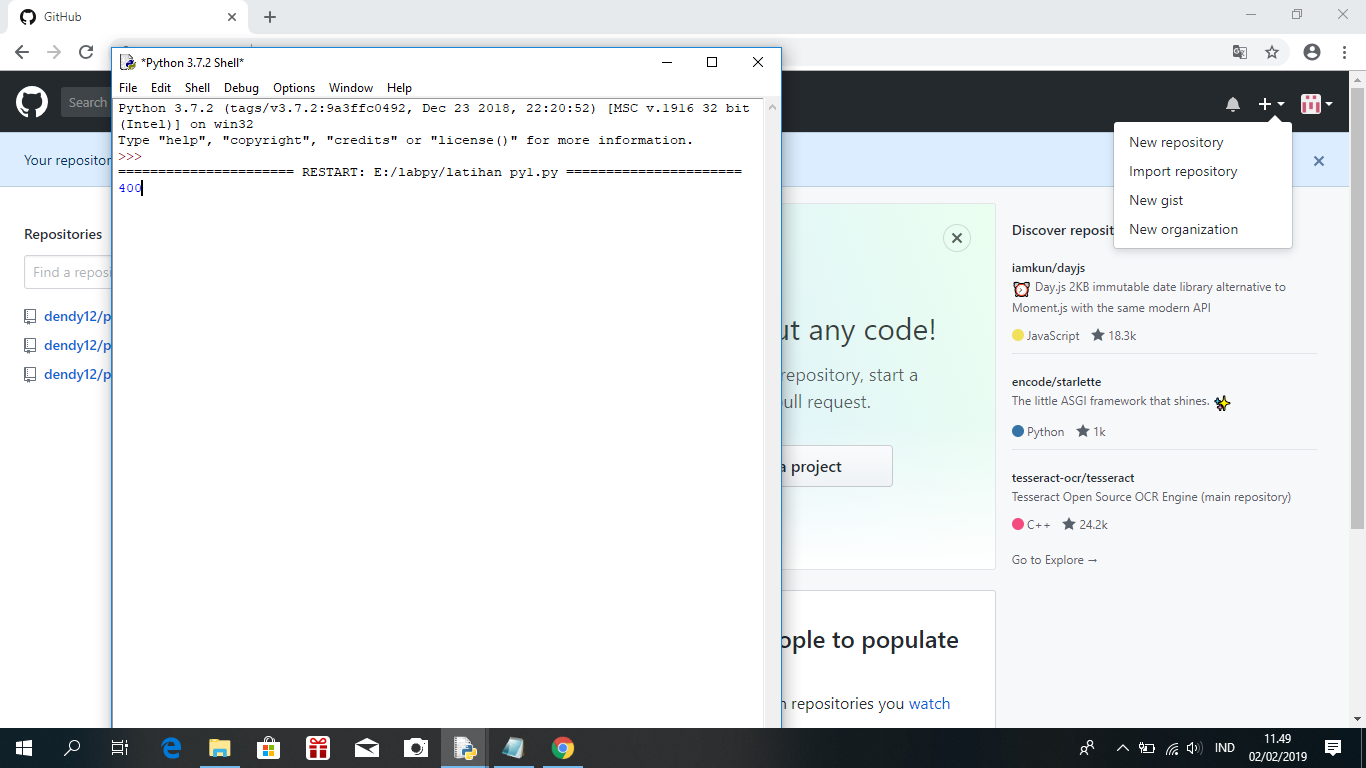 GitHub
*Python 3.7.2 Shell*
File Edit Shell Debug Options Window Help
Python 3.7.2 (tags/v3.7.2:9a3ffc0492, Dec 23 2018, 22:20:52) [MSC v.1916 32 bit
(Intel)] on win32
Type "help", "copyright", "credits" or "license()" for more information.
>>>
====================== RESTART: E:/labpy/latihan py1.py ======================
400
Search
New repository
Import repository
New gist
New organization
Your
Repositories
Find a
dendy12/p
dendy12/p
dendy12/p
any code!
repository, start a
request.
a project
to populate
repositories you watch
Discover
iamkun/dayjs
Day.js 2KB immutable date library alternative to
Moment.js with the same modern API
JavaScript 18.3k
encode/starlette
The little ASGI framework that shines.
Python 1k
tesseract-ocr/tesseract
Tesseract Open Source OCR Engine (main repository)
C++ 24.2k
Go to Explore →
IND
11.49
02/02/2019